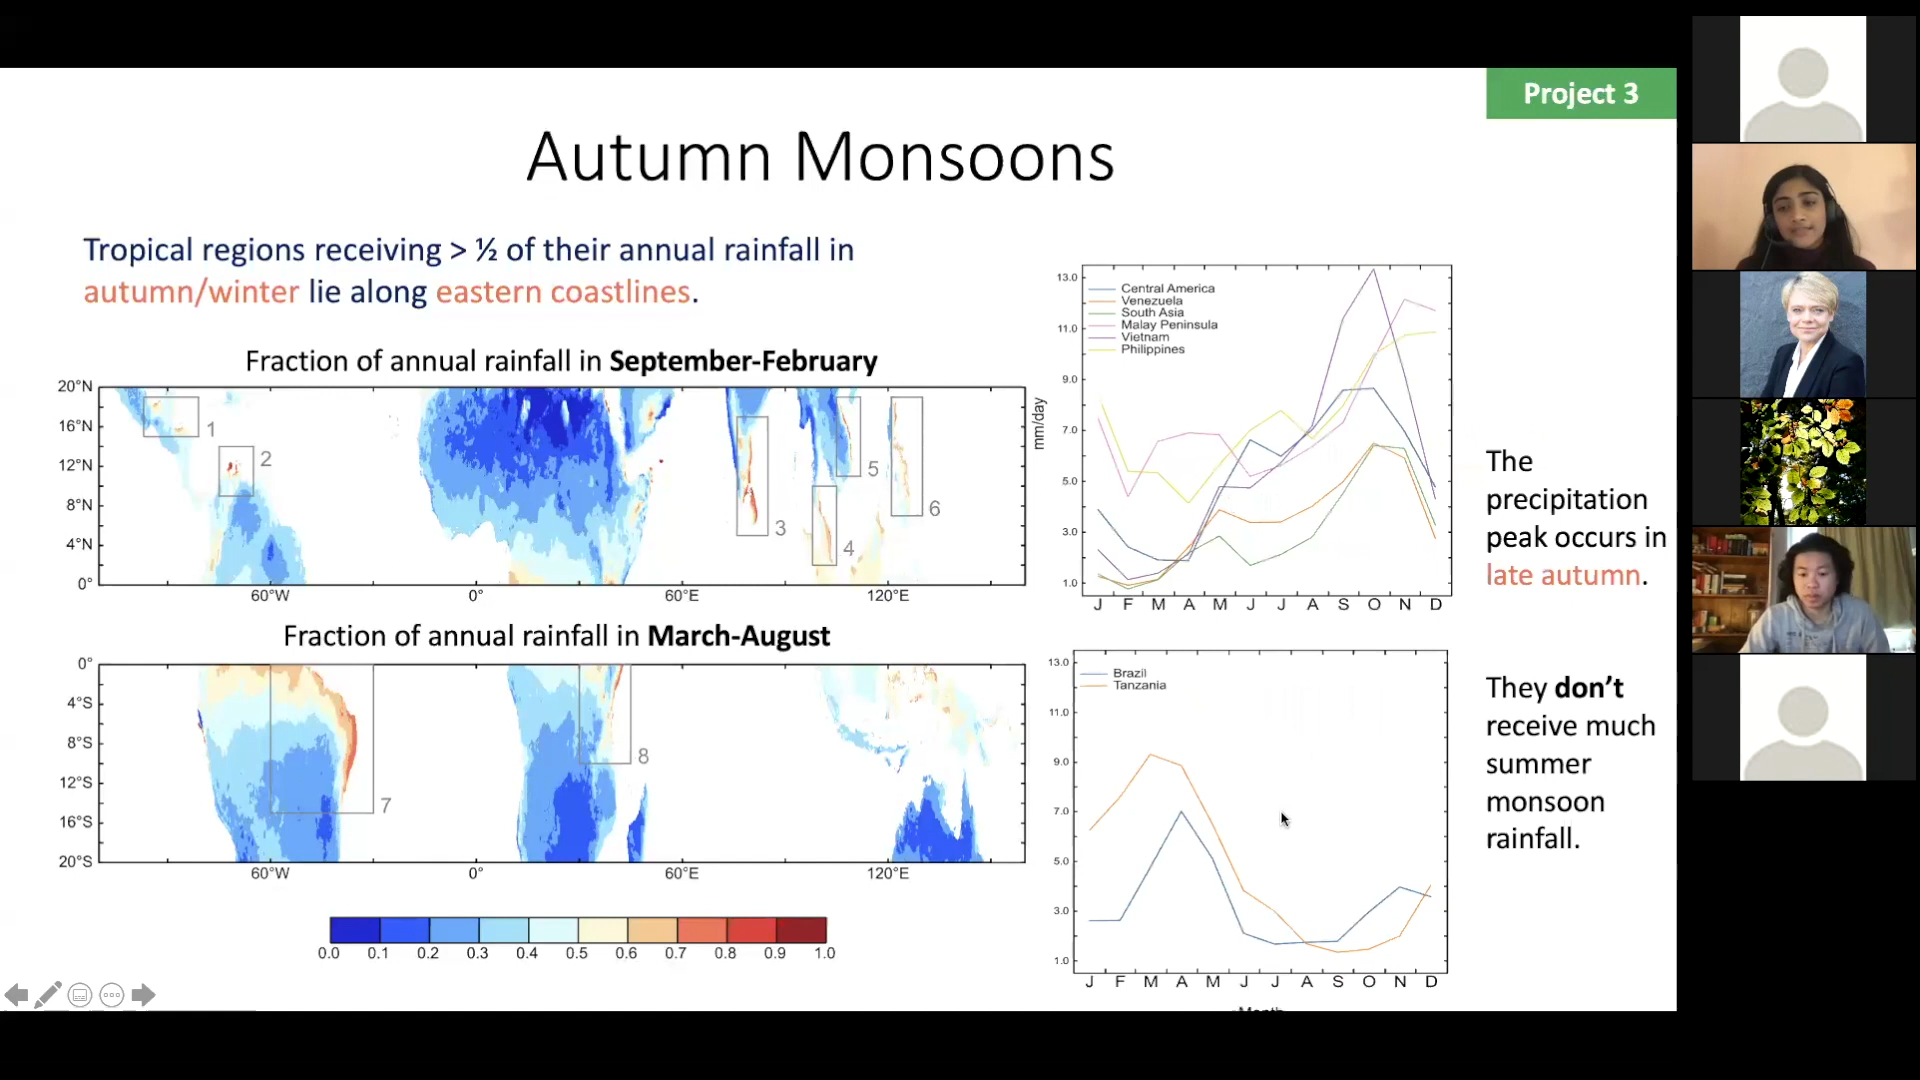 Project 3
Autumn Monsoons
Tropical regions receiving > ½ of their annual rainfall in
autumn/winter lie along eastern coastlines.
Fraction of annual rainfall in September-February
20°N
16°N
12°N
8°N
4°N
0°
1
2
3
4
5
6
60°W 0° 60°E 120°E
Fraction of annual rainfall in March-August
0°
4°S
8°S
12°S
16°S
20°S
7
8
60°W 0° 60°E 120°E
0.0 0.1 0.2 0.3 0.4 0.5 0.6 0.7 0.8 0.9 1.0
13.0
11.0
9.0
7.0
5.0
3.0
1.0
mm/day
Central America
Venezuela
South Asia
Malay Peninsula
Vietnam
Philippines
J F M A M J J A S O N D
13.0
11.0
9.0
7.0
5.0
3.0
1.0
Brazil
Tanzania
J F M A M J J A S O N D
Month
The
precipitation
peak occurs in
late autumn.
They don't
receive much
summer
monsoon
rainfall.